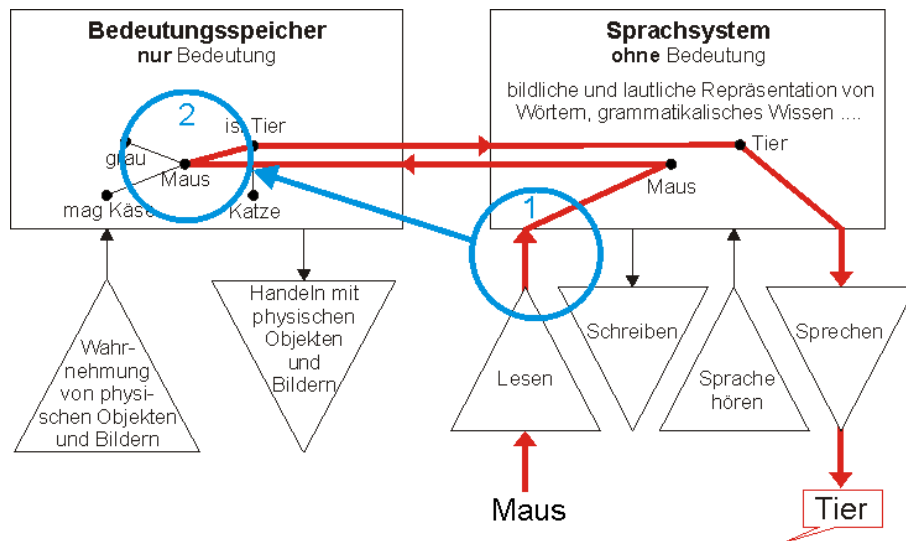 Bedeutungsspeicher
nur Bedeutung
2
ist Tier
grau
Maus
mag Käse
Katze
Sprachsystem
ohne Bedeutung
bildliche und lautliche Repräsentation von
Wörtern, grammatikalisches Wissen ....
Tier
Maus
1
Wahr-
nehmung
von physi-
schen Objekten
und Bildern
Handeln mit
physischen
Objekten
und
Bildern
Lesen
Schreiben
Sprache
hören
Sprechen
Maus
Tier